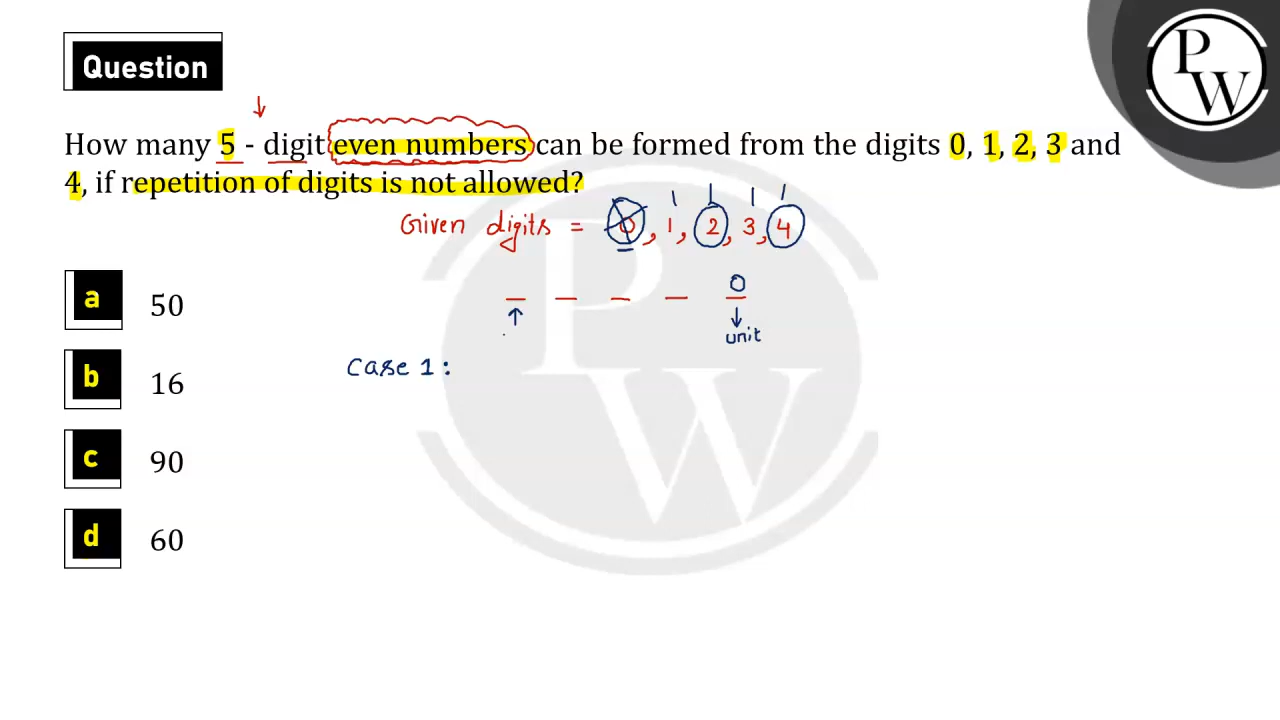 PW
Question
How many 5 - digit even numbers can be formed from the digits 0, 1, 2, 3 and
4, if repetition of digits is not allowed?
Given digits = 0, 1, 2, 3, 4
a 50
0
unit
Case 1:
b 16
c 90
d 60
PW